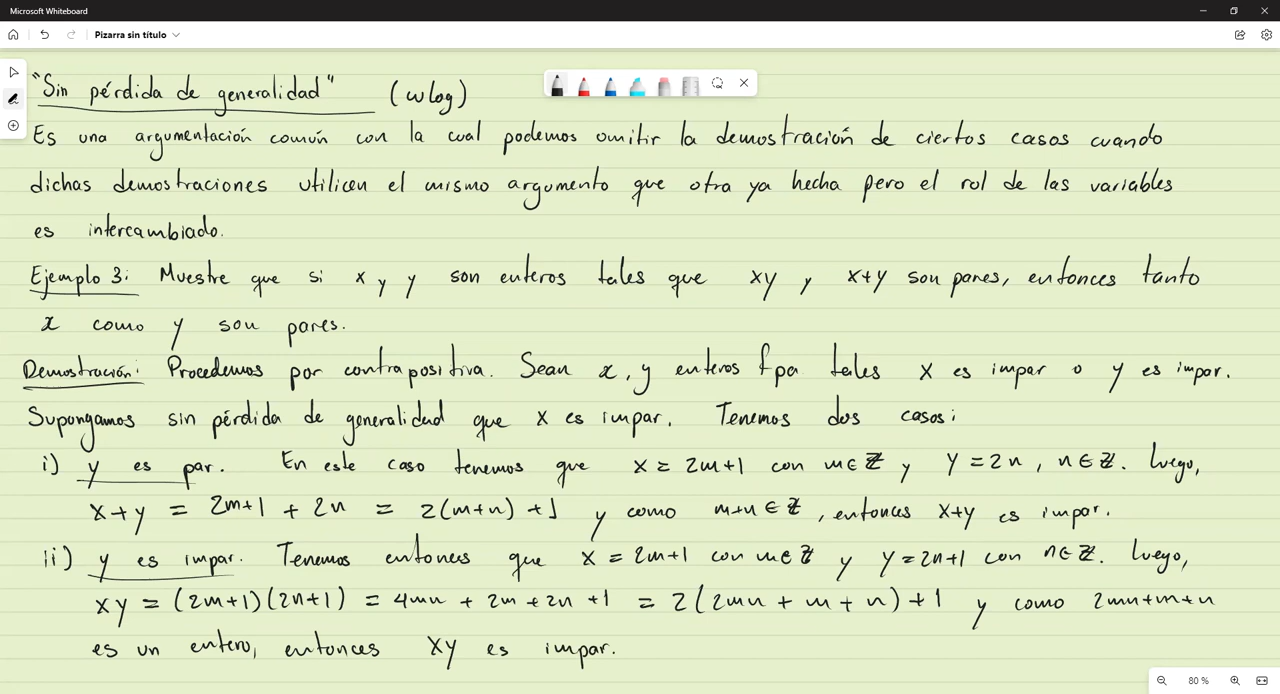 Microsoft Whiteboard
Pizarra sin título
"Sin pérdida de generalidad" (wlog)
Es una argumentación común con la cual podemos omitir la demostración de ciertos casos cuando
dichas demostraciones utilicen el mismo argumento que otra ya hecha pero el rol de las variables
es intercambiado.
Ejemplo 3: Muestre que si x y y son enteros tales que xy y x+y son pares, entonces tanto
x como y son pares.
Demostración: Procedemos por contrapositiva. Sean x, y enteros fpa tales x es impar o y es impar.
Supongamos sin pérdida de generalidad que x es impar. Tenemos dos casos:
i) y es par. En este caso tenemos que x = 2m+1 con m∈ℤ y y = 2n, n∈ℤ. Luego,
x+y = 2m+1 + 2n = 2(m+n) +1 y como m+n ∈ ℤ, entonces x+y es impar.
ii) y es impar. Tenemos entonces que x = 2m+1 con m∈ℤ y y = 2n+1 con n∈ℤ. Luego,
xy = (2m+1)(2n+1) = 4mn + 2m + 2n +1 = 2(2mn + m + n) +1 y como 2mn+m+n
es un entero, entonces xy es impar.
80 %